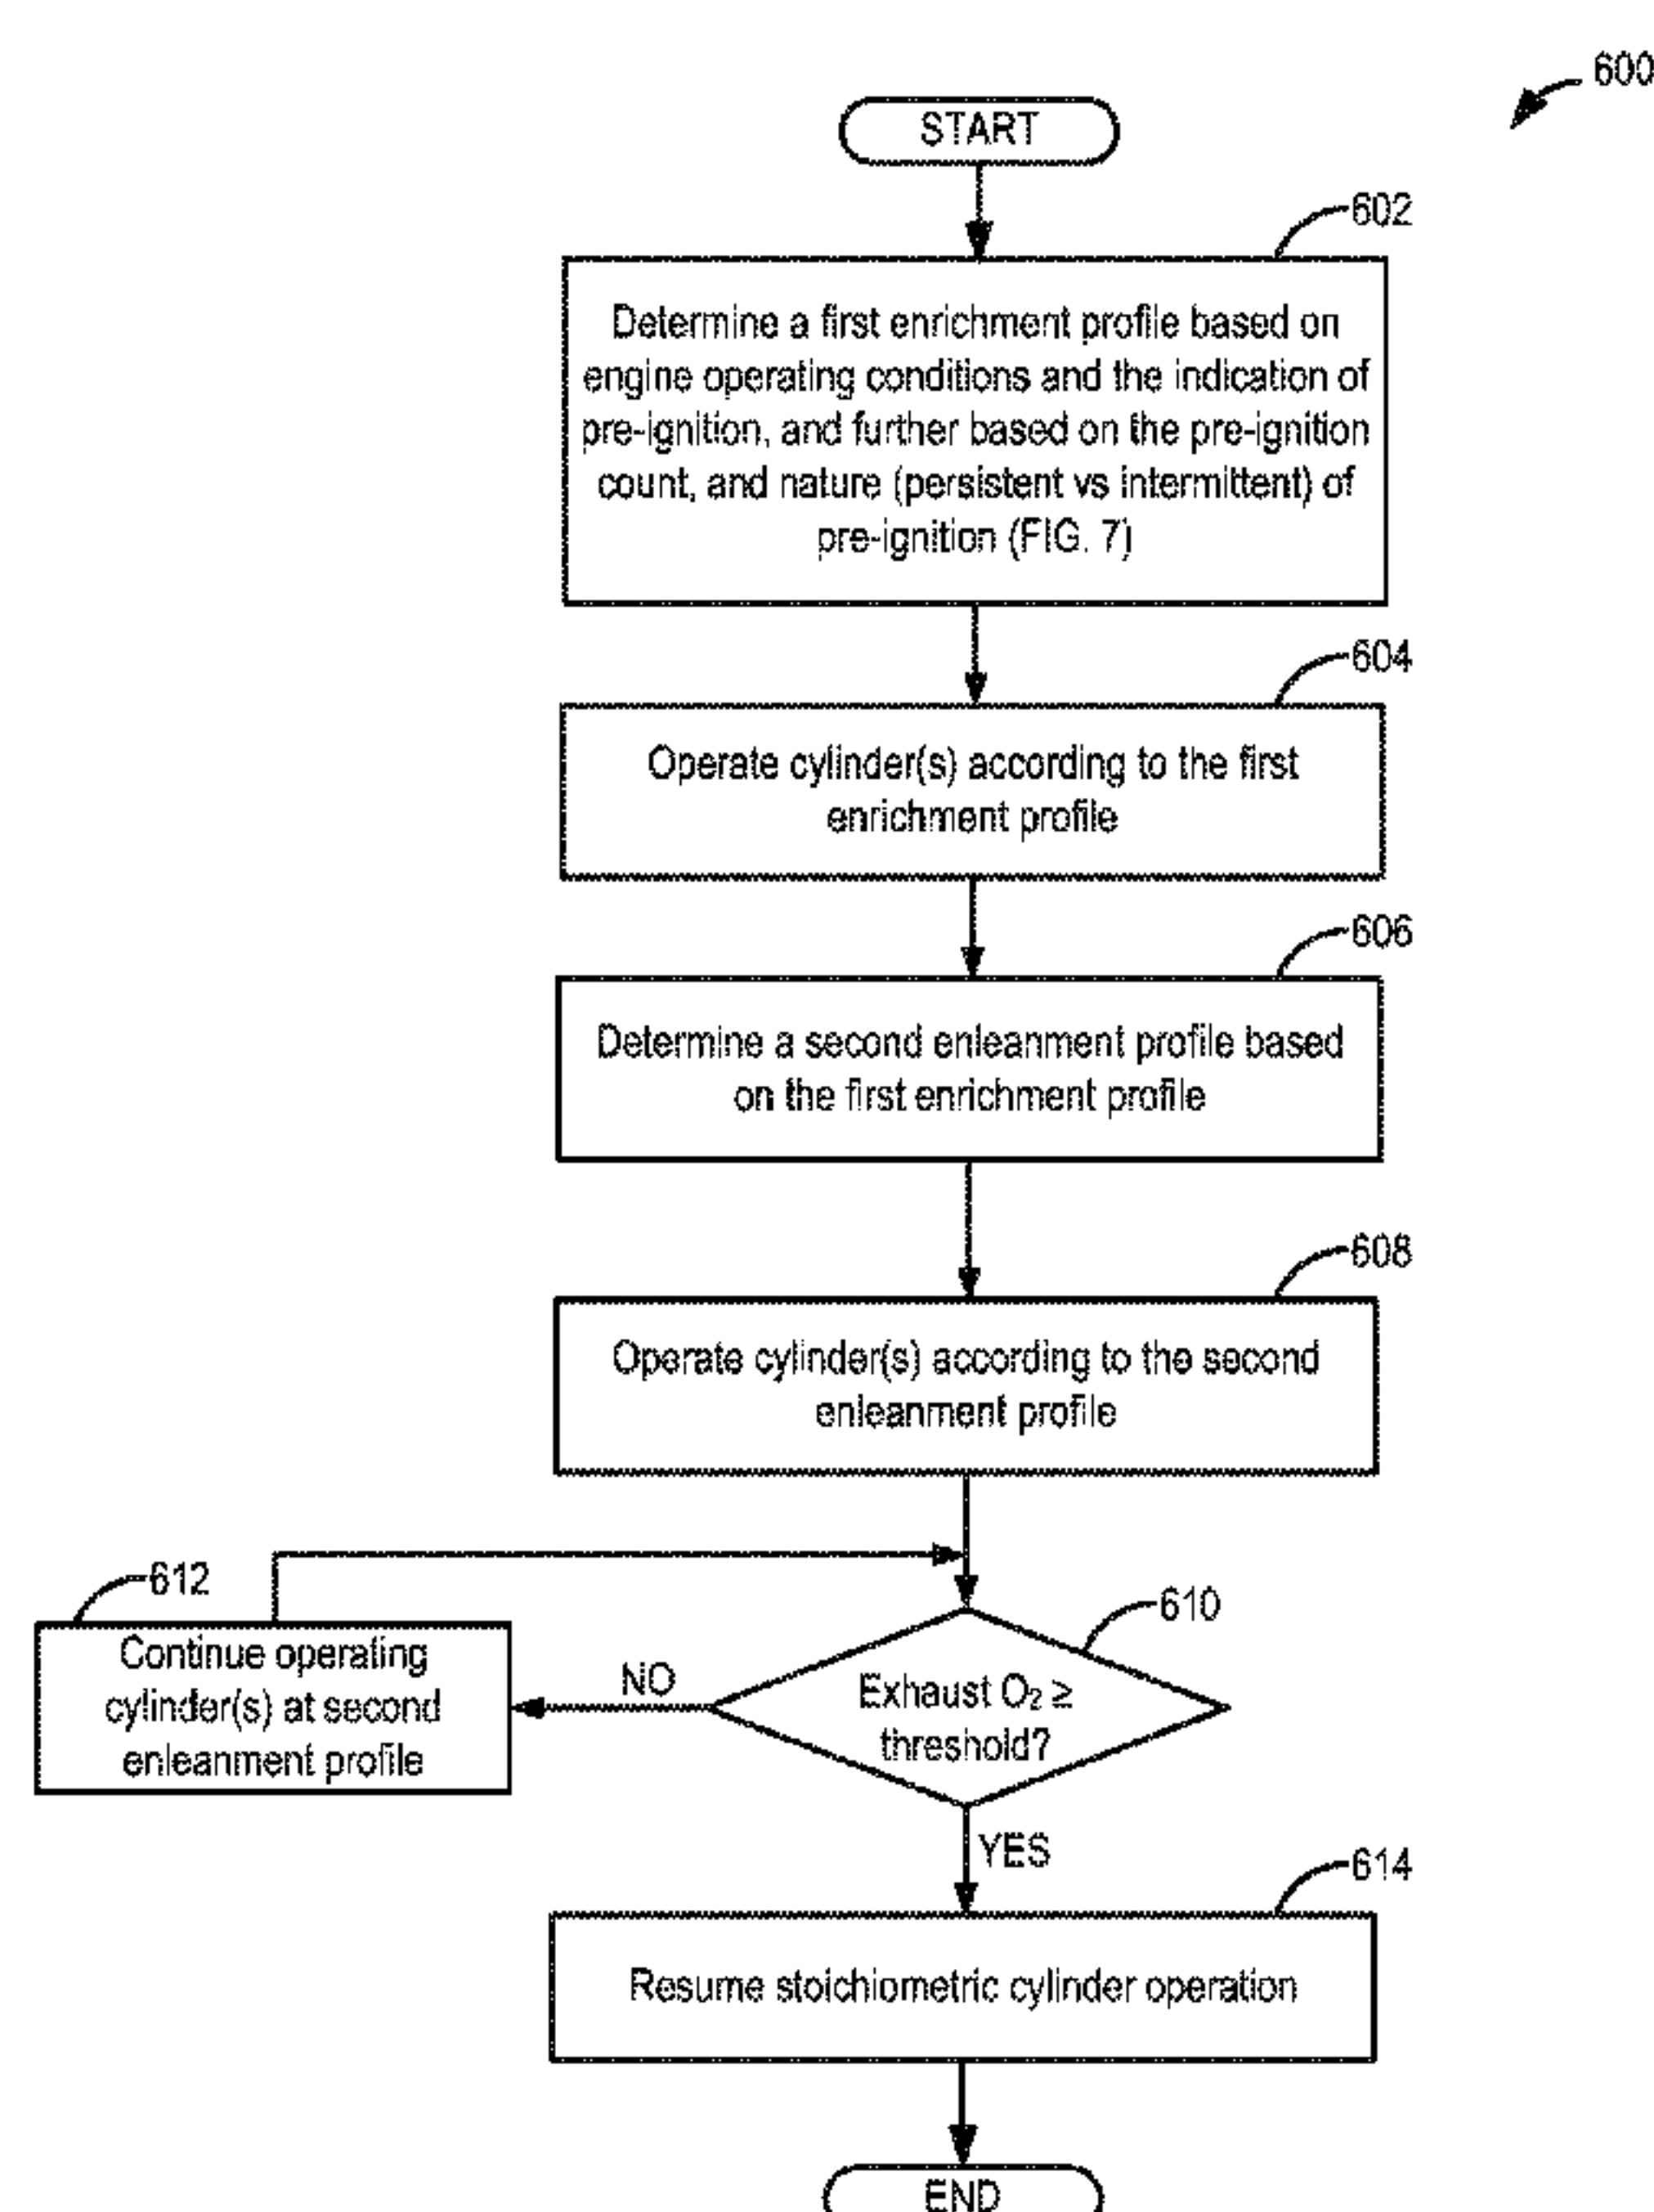 600
START
602
Determine a first enrichment profile based on
engine operating conditions and the indication of
pre-ignition, and further based on the pre-ignition
count, and nature (persistent vs intermittent) of
pre-ignition (FIG. 7)
604
Operate cylinder(s) according to the first
enrichment profile
606
Determine a second enleanment profile based
on the first enrichment profile
608
Operate cylinder(s) according to the second
enleanment profile
612
Continue operating
cylinder(s) at second
enleanment profile
NO
610
Exhaust O₂ ≥
threshold?
YES
614
Resume stoichiometric cylinder operation
END